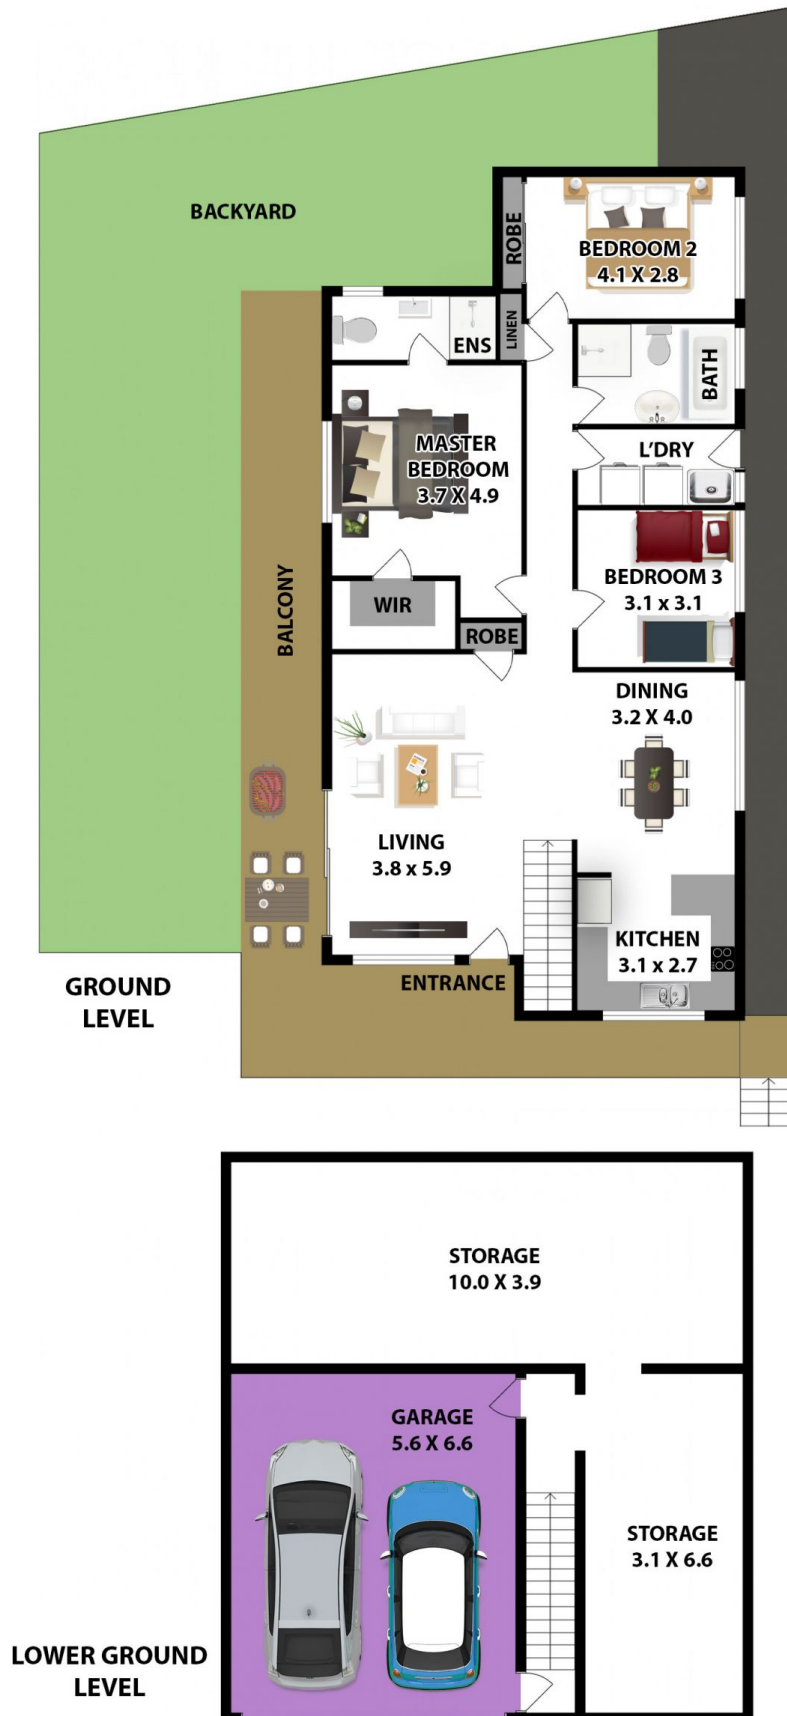 BACKYARD
ROBE
BEDROOM 2
4.1 X 2.8
LINEN
ENS
BATH
MASTER
BEDROOM
3.7 X 4.9
L'DRY
BALCONY
WIR
BEDROOM 3
3.1 x 3.1
ROBE
DINING
3.2 X 4.0
LIVING
3.8 x 5.9
KITCHEN
3.1 x 2.7
ENTRANCE
GROUND
LEVEL
STORAGE
10.0 X 3.9
GARAGE
5.6 X 6.6
STORAGE
3.1 X 6.6
LOWER GROUND
LEVEL